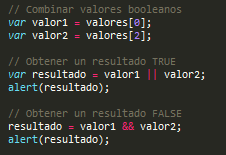 // Combinar valores booleanos
var valor1 = valores[0];
var valor2 = valores[2];
// Obtener un resultado TRUE
var resultado = valor1 || valor2;
alert(resultado);
// Obtener un resultado FALSE
resultado = valor1 && valor2;
alert(resultado);